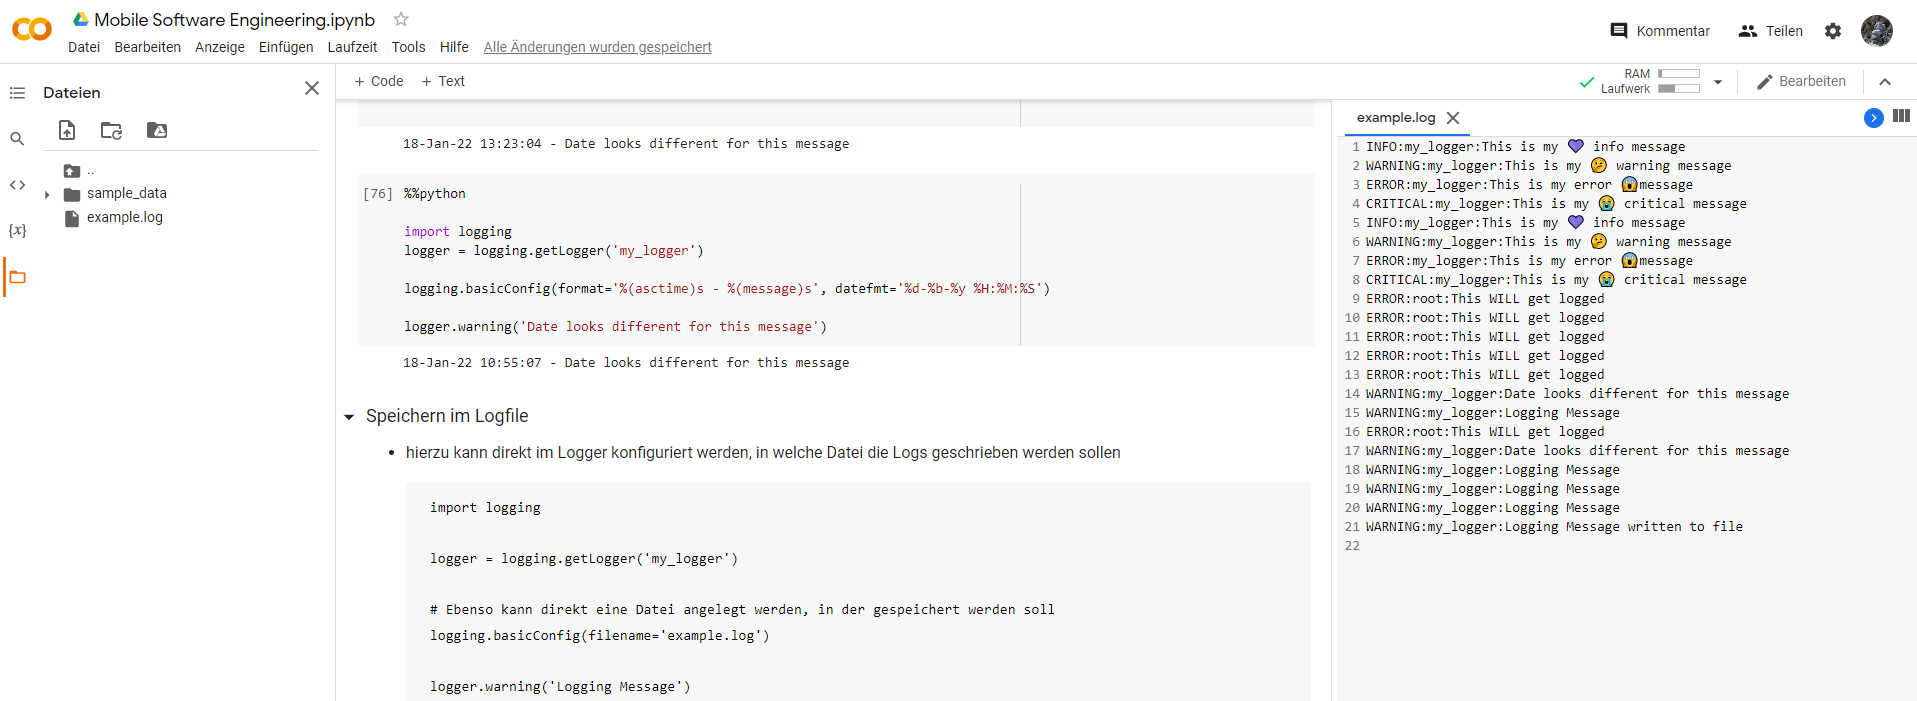 Mobile Software Engineering.ipynb
Datei Bearbeiten Anzeige Einfügen Laufzeit Tools Hilfe Alle Änderungen wurden gespeichert
Kommentar Teilen
Dateien
..
sample_data
example.log
{x}
+ Code + Text
RAM
Laufwerk
Bearbeiten
18-Jan-22 13:23:04 - Date looks different for this message
[76] %%python
import logging
logger = logging.getLogger('my_logger')
logging.basicConfig(format='%(asctime)s - %(message)s', datefmt='%d-%b-%y %H:%M:%S')
logger.warning('Date looks different for this message')
18-Jan-22 10:55:07 - Date looks different for this message
Speichern im Logfile
• hierzu kann direkt im Logger konfiguriert werden, in welche Datei die Logs geschrieben werden sollen
import logging
logger = logging.getLogger('my_logger')
# Ebenso kann direkt eine Datei angelegt werden, in der gespeichert werden soll
logging.basicConfig(filename='example.log')
logger.warning('Logging Message')
example.log
1 INFO:my_logger:This is my 💜 info message
2 WARNING:my_logger:This is my 🤔 warning message
3 ERROR:my_logger:This is my error 😱message
4 CRITICAL:my_logger:This is my 😭 critical message
5 INFO:my_logger:This is my 💜 info message
6 WARNING:my_logger:This is my 🤔 warning message
7 ERROR:my_logger:This is my error 😱message
8 CRITICAL:my_logger:This is my 😭 critical message
9 ERROR:root:This WILL get logged
10 ERROR:root:This WILL get logged
11 ERROR:root:This WILL get logged
12 ERROR:root:This WILL get logged
13 ERROR:root:This WILL get logged
14 WARNING:my_logger:Date looks different for this message
15 WARNING:my_logger:Logging Message
16 ERROR:root:This WILL get logged
17 WARNING:my_logger:Date looks different for this message
18 WARNING:my_logger:Logging Message
19 WARNING:my_logger:Logging Message
20 WARNING:my_logger:Logging Message
21 WARNING:my_logger:Logging Message written to file
22